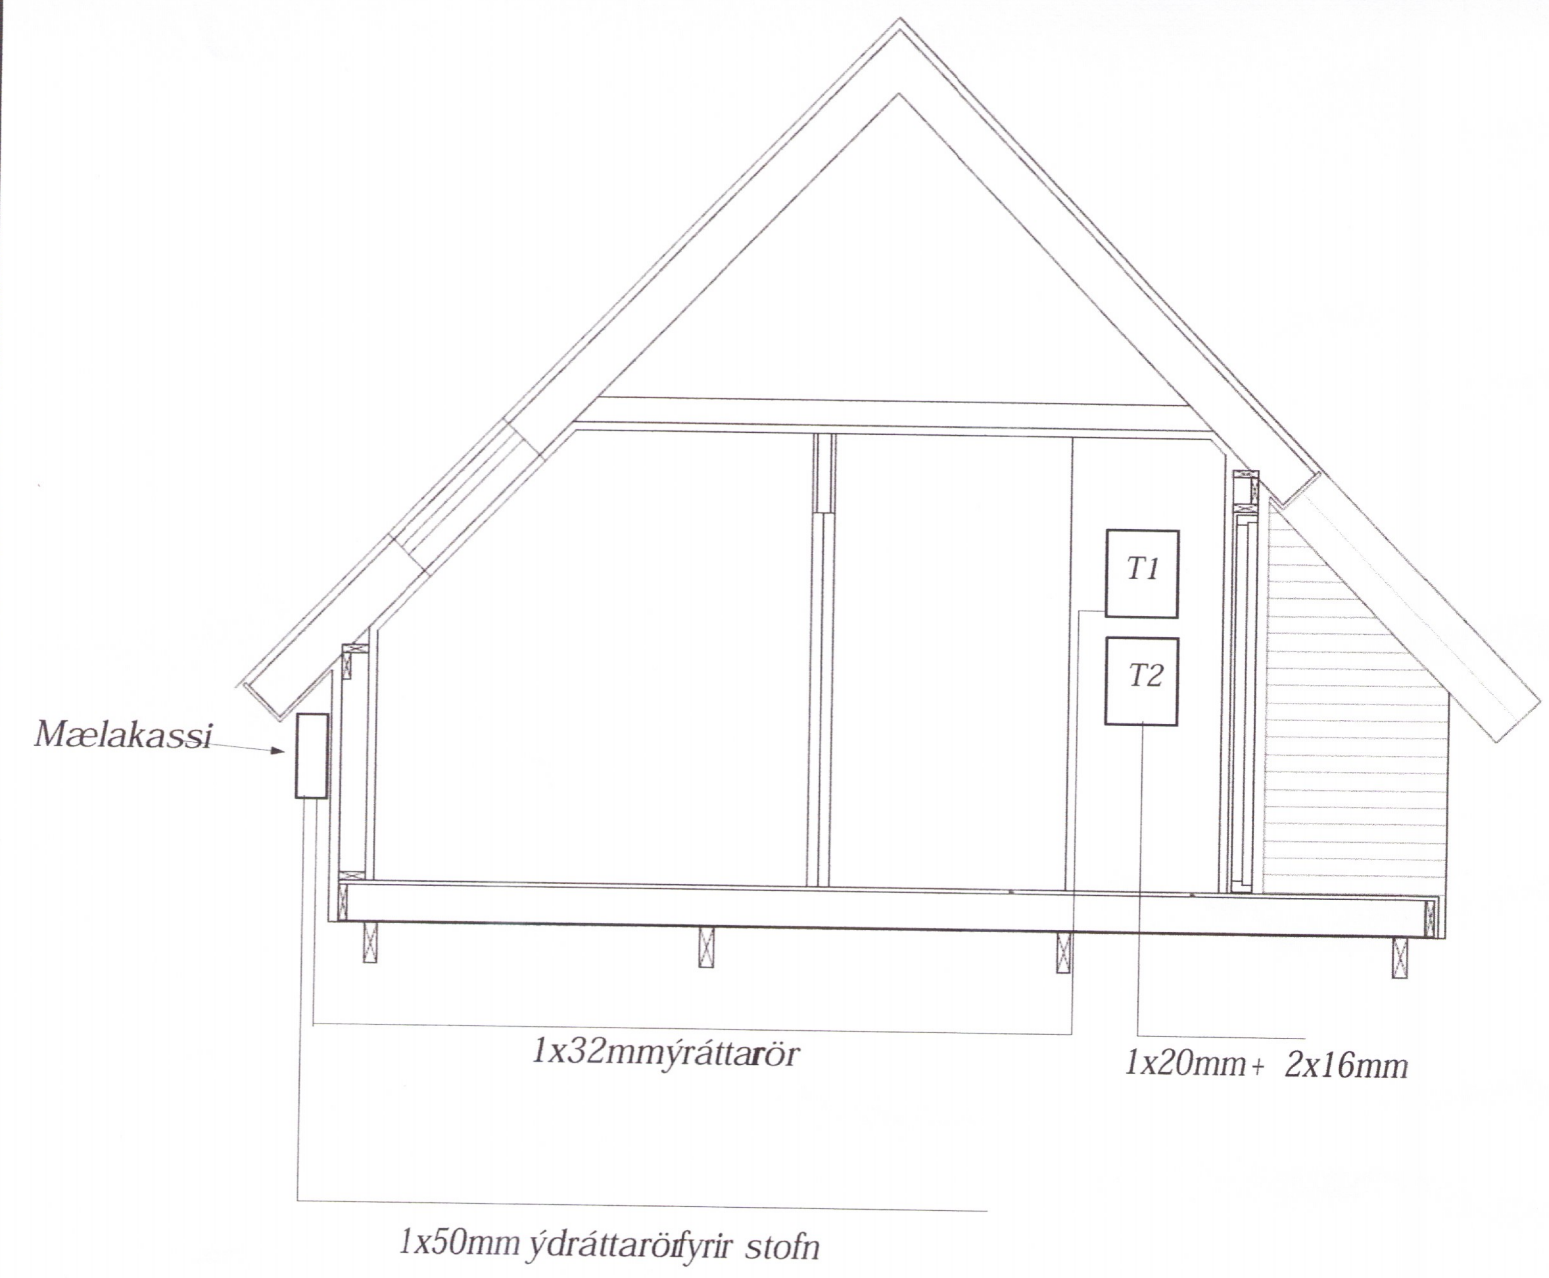 T1
T2
Mælakassi
1x32mmýráttarör
1x20mm+ 2x16mm
1x50mm ýdráttarörfyrir stofn